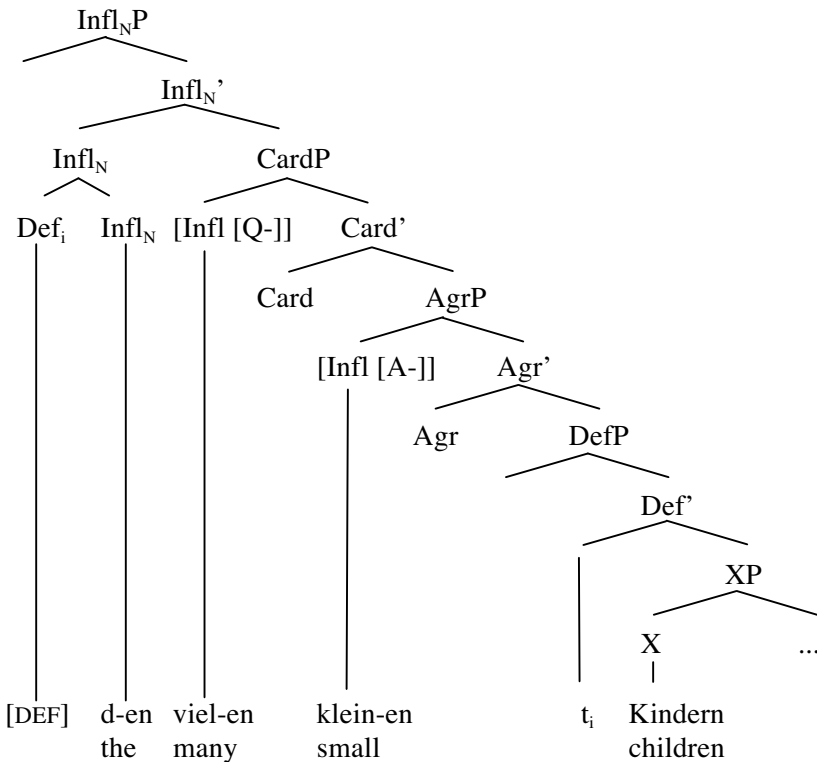 Infl_N P
Infl_N’
Infl_N CardP
Def_i Infl_N [Infl [Q-]] Card’
Card AgrP
[Infl [A-]] Agr’
Agr DefP
Def’
XP
X ...
[DEF] d-en viel-en klein-en t_i Kindern
the many small children